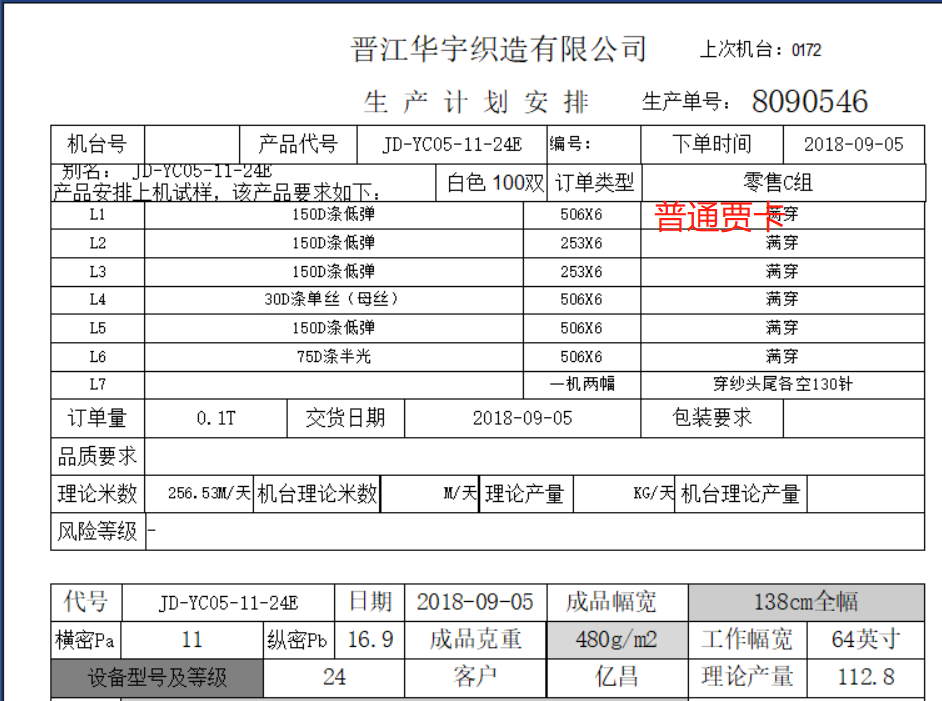 晋江华宇织造有限公司 上次机台: 0172
生产计划安排 生产单号: 8090546
机台号 产品代号 JD-YC05-11-24E 编号: 下单时间 2018-09-05
别名: JD-YC05-11-24E
产品安排上机试样，该产品要求如下: 白色 100双 订单类型 零售C组
普通贾卡
L1 150D涤低弹 506X6 满穿
L2 150D涤低弹 253X6 满穿
L3 150D涤低弹 253X6 满穿
L4 30D涤单丝（母丝） 506X6 满穿
L5 150D涤低弹 506X6 满穿
L6 75D涤半光 506X6 满穿
L7 一机两幅 穿纱头尾各空130针
订单量 0.1T 交货日期 2018-09-05 包装要求
品质要求
理论米数 256.53M/天 机台理论米数 M/天 理论产量 KG/天 机台理论产量
风险等级 -
代号 JD-YC05-11-24E 日期 2018-09-05 成品幅宽 138cm全幅
横密Pa 11 纵密Pb 16.9 成品克重 480g/m2 工作幅宽 64英寸
设备型号及等级 24 客户 亿昌 理论产量 112.8